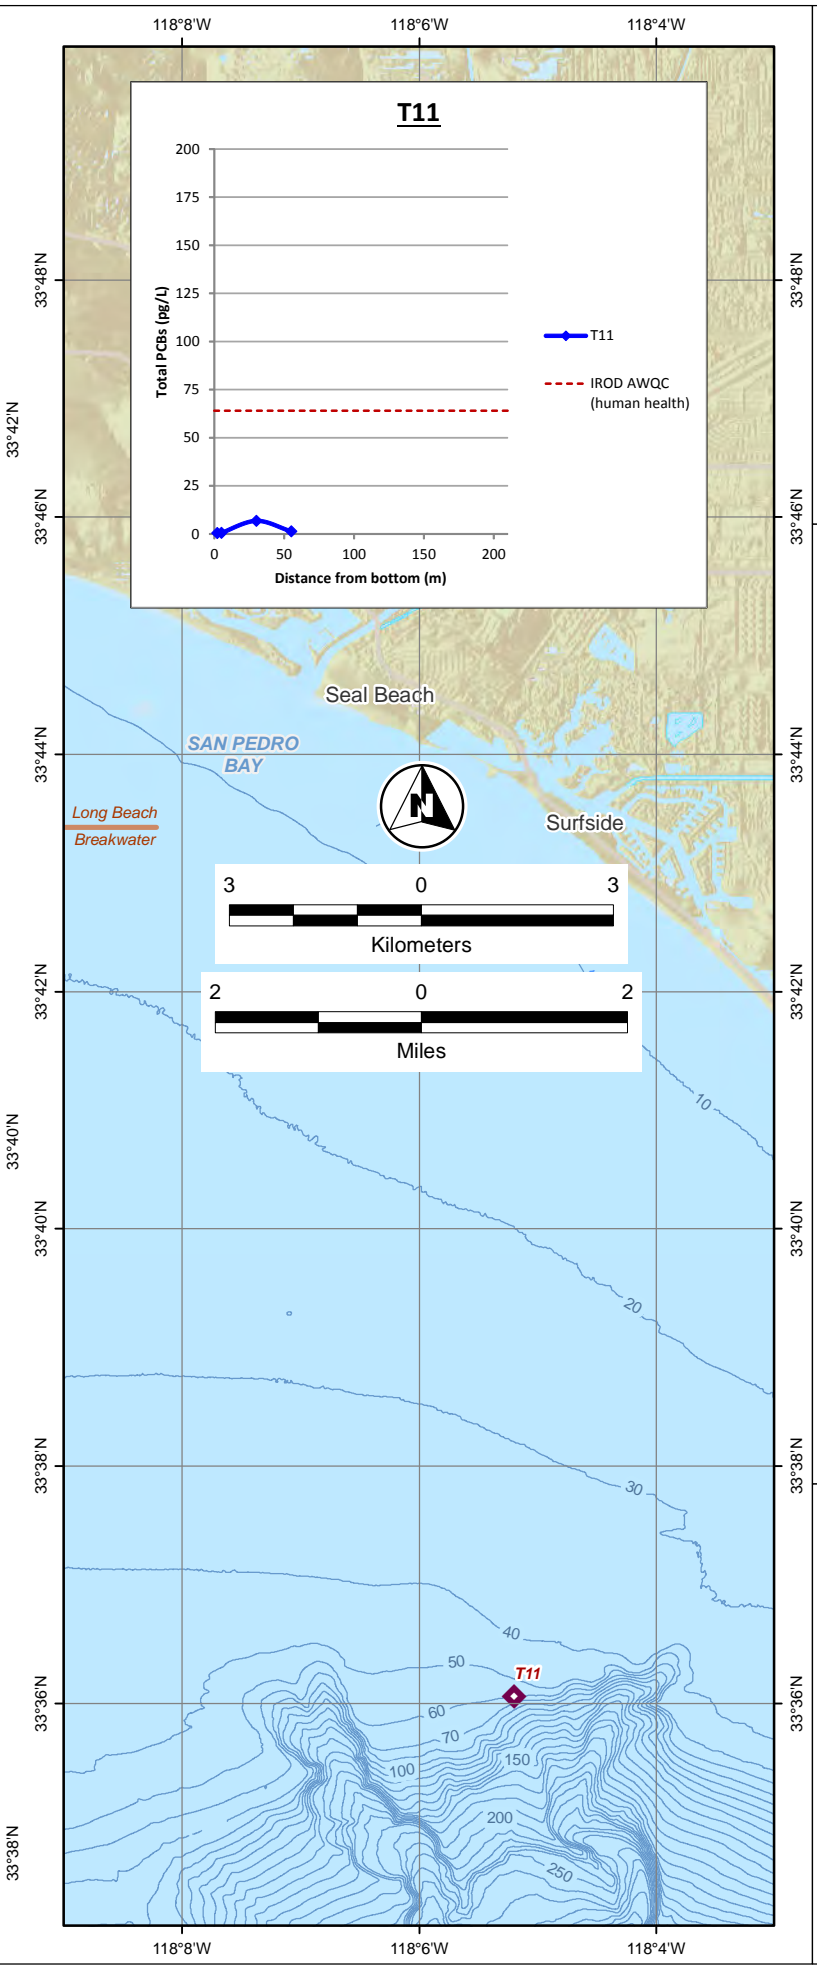 118°8'W 118°6'W 118°4'W
T11
200
175
150
125
100
75
50
25
0
Total PCBs (pg/L)
0 50 100 150 200
Distance from bottom (m)
T11
IROD AWQC
(human health)
33°48'N 33°48'N
33°42'N
33°46'N 33°46'N
Seal Beach
SAN PEDRO
BAY
33°44'N 33°44'N
Long Beach
Breakwater
N
Surfside
3 0 3
Kilometers
33°42'N 33°42'N
2 0 2
Miles
10
33°40'N
33°40'N 33°40'N
20
33°38'N 33°38'N
30
40
50
T11
33°36'N 33°36'N
60
70
100
150
200
250
33°38'N
118°8'W 118°6'W 118°4'W